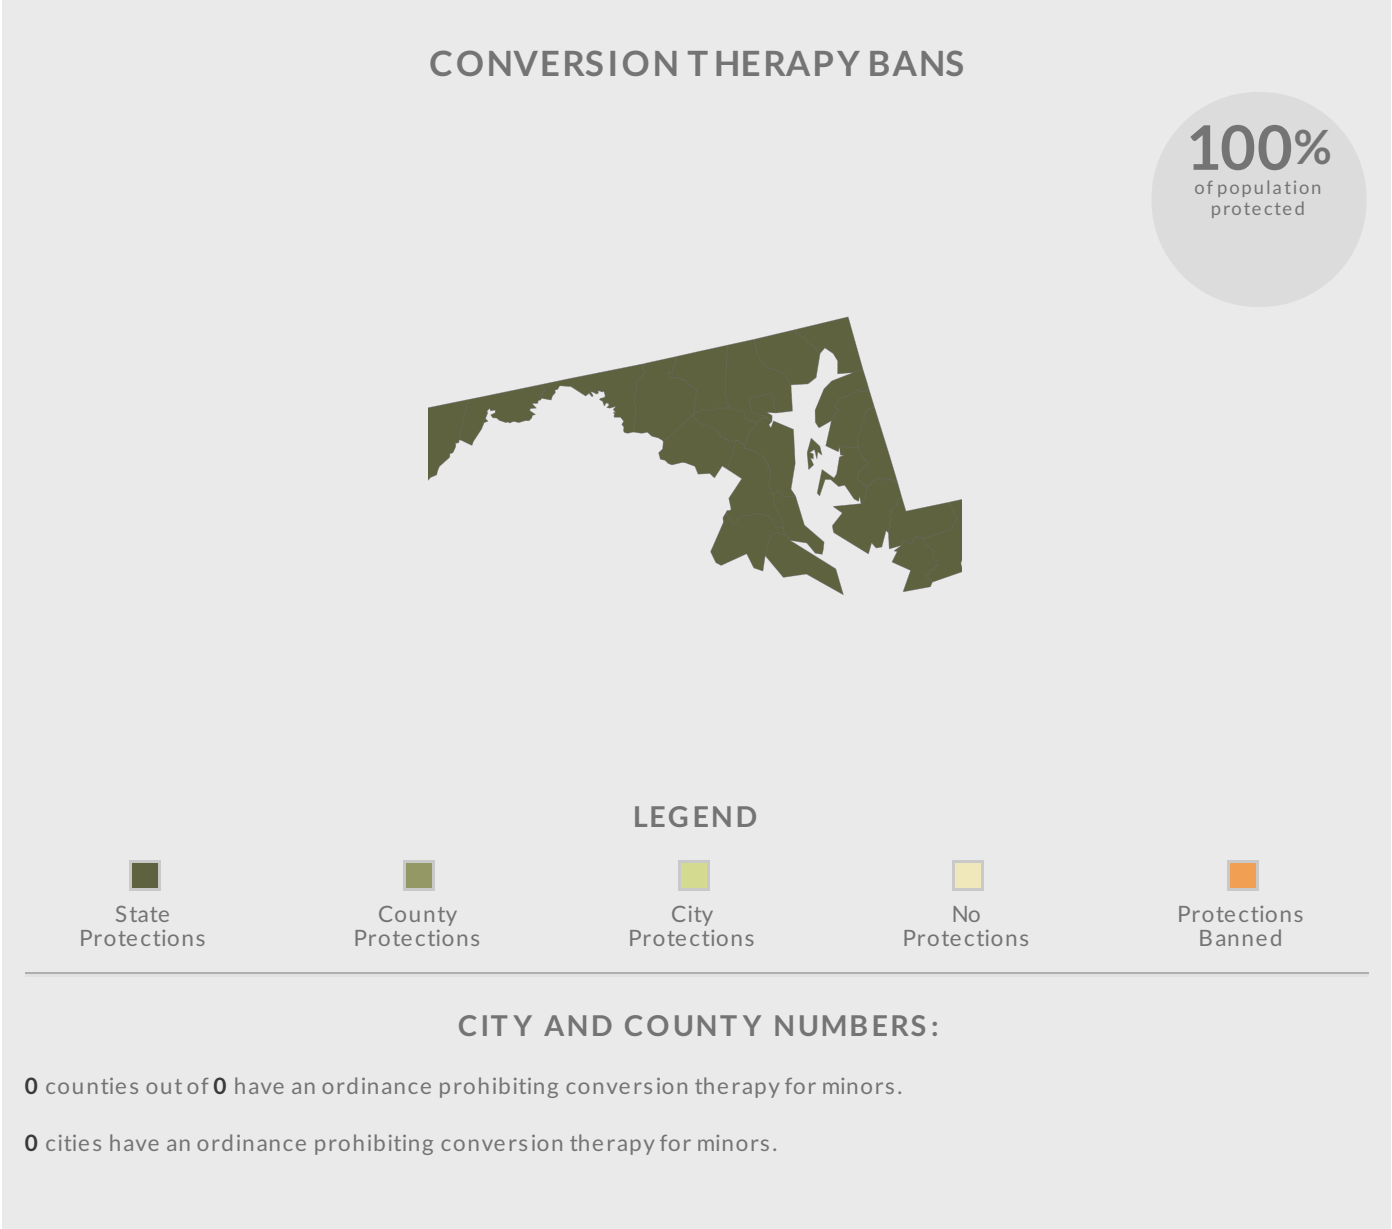 CONVERSION THERAPY BANS
100%
of population
protected
LEGEND
State
Protections
County
Protections
City
Protections
No
Protections
Protections
Banned
CITY AND COUNTY NUMBERS:
0 counties out of 0 have an ordinance prohibiting conversion therapy for minors.
0 cities have an ordinance prohibiting conversion therapy for minors.